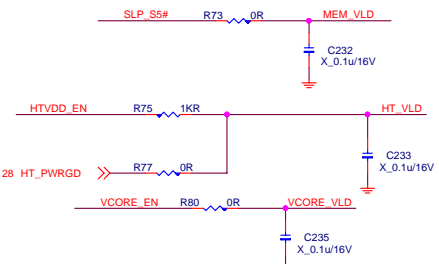 SLP_S5# R73 0R MEM_VLD
C232
X_0.1u/16V
HTVDD_EN R75 1KR HT_VLD
C233
X_0.1u/16V
28 HT_PWRGD R77 0R
VCORE_EN R80 0R VCORE_VLD
C235
X_0.1u/16V